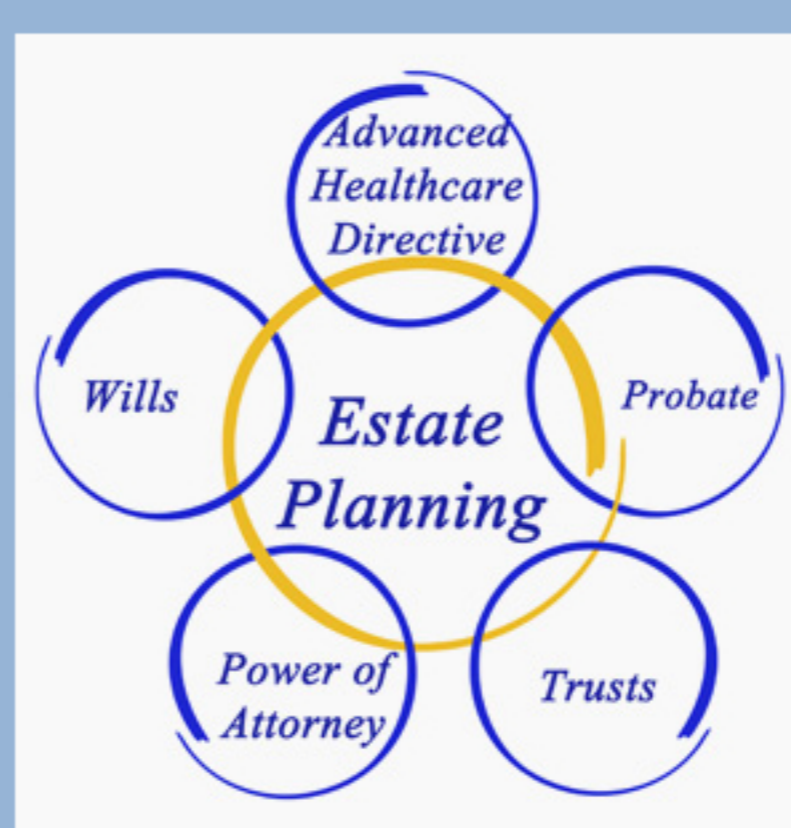 Advanced
Healthcare
Directive
Wills
Probate
Estate
Planning
Power of
Attorney
Trusts